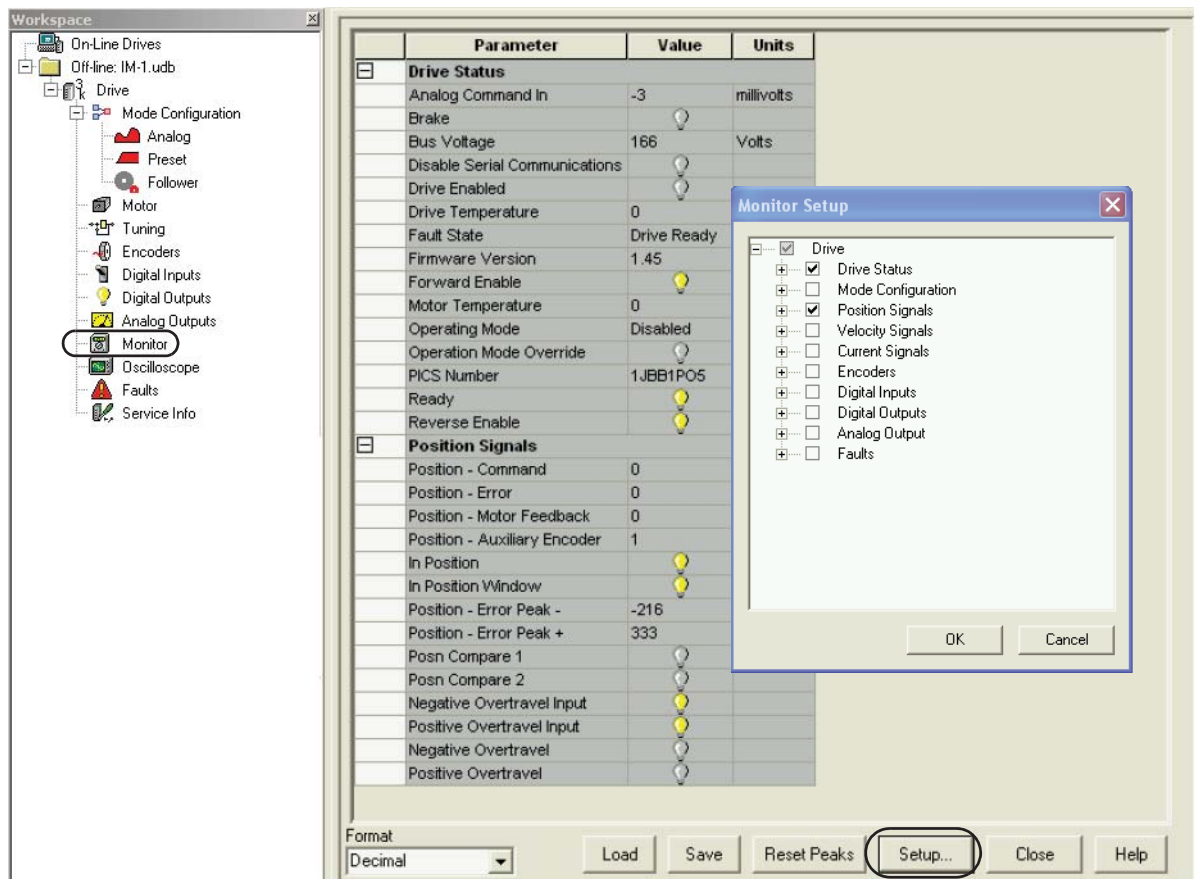 Workspace
On-Line Drives
Off-line: IM-1.udb
Drive
Mode Configuration
Analog
Preset
Follower
Motor
Tuning
Encoders
Digital Inputs
Digital Outputs
Analog Outputs
Monitor
Oscilloscope
Faults
Service Info
Parameter Value Units
Drive Status
Analog Command In -3 millivolts
Brake
Bus Voltage 166 Volts
Disable Serial Communications
Drive Enabled
Drive Temperature 0
Fault State Drive Ready
Firmware Version 1.45
Forward Enable
Motor Temperature 0
Operating Mode Disabled
Operation Mode Override
PICS Number 1JBB1PO5
Ready
Reverse Enable
Position Signals
Position - Command 0
Position - Error 0
Position - Motor Feedback 0
Position - Auxiliary Encoder 1
In Position
In Position Window
Position - Error Peak - -216
Position - Error Peak + 333
Posn Compare 1
Posn Compare 2
Negative Overtravel Input
Positive Overtravel Input
Negative Overtravel
Positive Overtravel
Monitor Setup
Drive
Drive Status
Mode Configuration
Position Signals
Velocity Signals
Current Signals
Encoders
Digital Inputs
Digital Outputs
Analog Output
Faults
OK Cancel
Format
Decimal
Load Save Reset Peaks Setup... Close Help